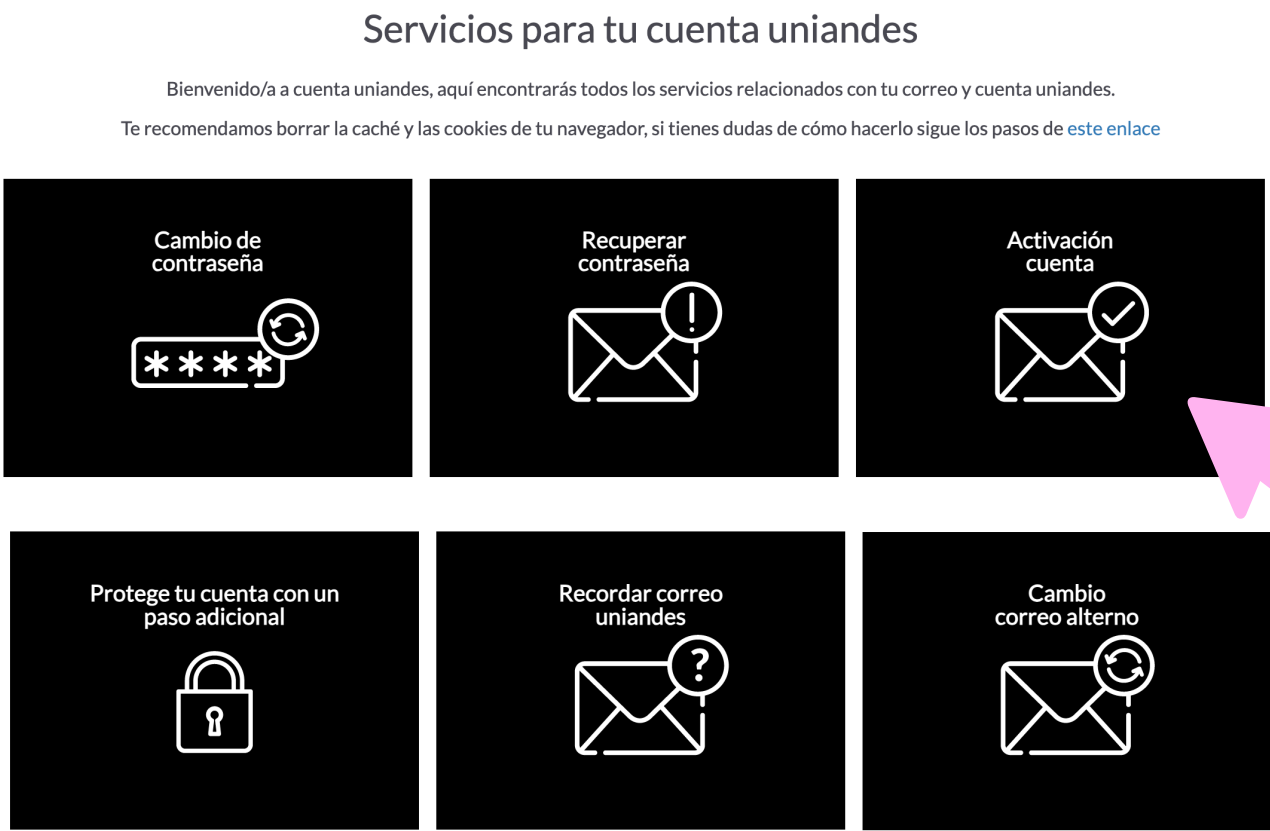 Servicios para tu cuenta uniandes
Bienvenido/a a cuenta uniandes, aquí encontrarás todos los servicios relacionados con tu correo y cuenta uniandes.
Te recomendamos borrar la caché y las cookies de tu navegador, si tienes dudas de cómo hacerlo sigue los pasos de este enlace
Cambio de
contraseña
Recuperar
contraseña
Activación
cuenta
Protege tu cuenta con un
paso adicional
Recordar correo
uniandes
Cambio
correo alterno